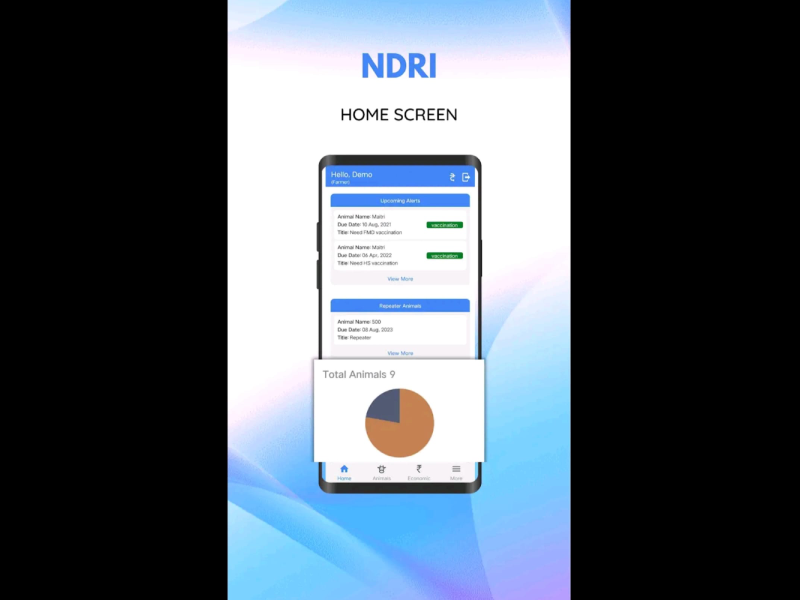 NDRI
HOME SCREEN
Hello, Demo
(Farmer)
Upcoming Alerts
Animal Name: Maitri
Due Date: 10 Aug, 2021
vaccination
Title: Need FMD vaccination
Animal Name: Maitri
Due Date: 06 Apr, 2022
vaccination
Title: Need HS vaccination
View More
Repeater Animals
Animal Name: 500
Due Date: 08 Aug, 2023
Title: Repeater
View More
Total Animals 9
Home
Animals
Economic
More